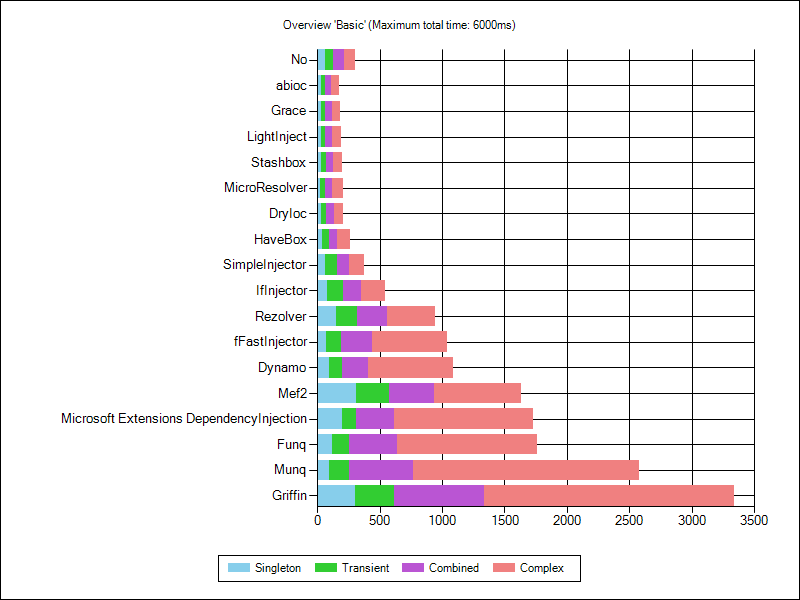 Overview 'Basic' (Maximum total time: 6000ms)
No
abioc
Grace
LightInject
Stashbox
MicroResolver
DryIoc
HaveBox
SimpleInjector
IfInjector
Rezolver
fFastInjector
Dynamo
Mef2
Microsoft Extensions DependencyInjection
Funq
Munq
Griffin
0 500 1000 1500 2000 2500 3000 3500
Singleton Transient Combined Complex